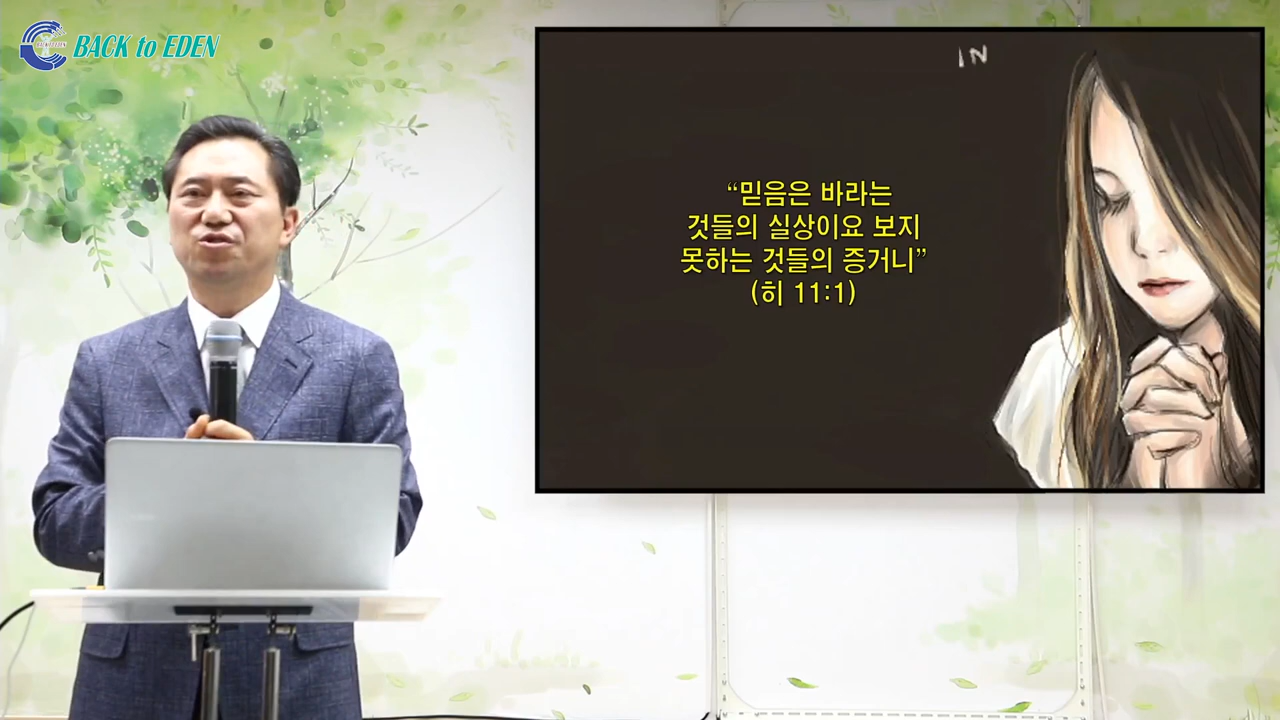 BACK to EDEN
IN
“믿음은 바라는
것들의 실상이요 보지
못하는 것들의 증거니”
(히 11:1)